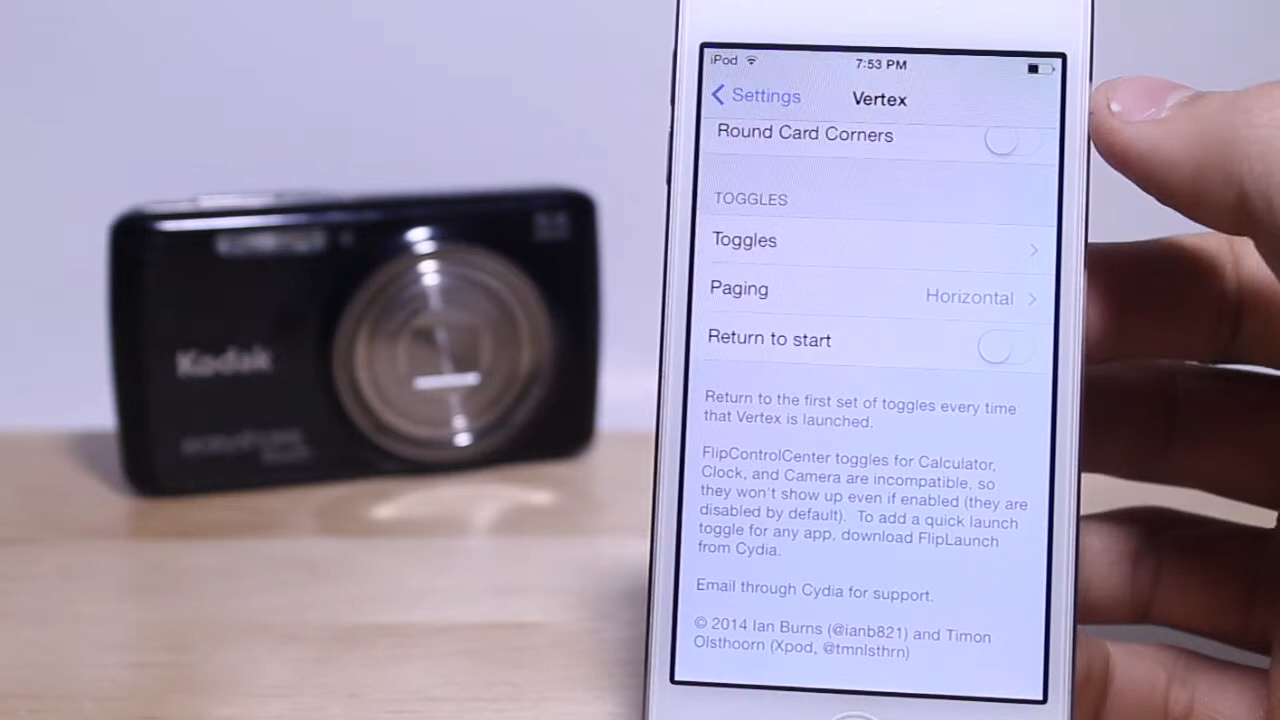 iPod
7:53 PM
Settings
Vertex
Round Card Corners
TOGGLES
Toggles
Paging
Horizontal
Return to start
Return to the first set of toggles every time
that Vertex is launched.
FlipControlCenter toggles for Calculator,
Clock, and Camera are incompatible, so
they won't show up even if enabled (they are
disabled by default). To add a quick launch
toggle for any app, download FlipLaunch
from Cydia.
Email through Cydia for support.
© 2014 Ian Burns (@ianb821) and Timon
Olsthoorn (Xpod, @tmnlsthrn)
Kodak